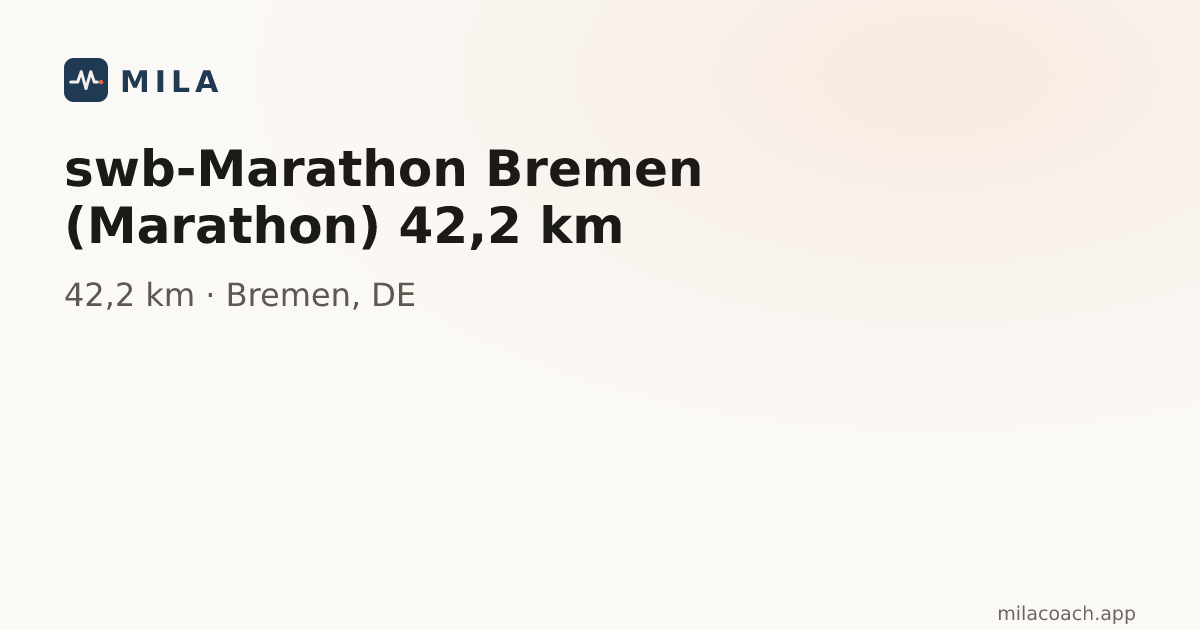 MILA
swb-Marathon Bremen
(Marathon) 42,2 km
42,2 km · Bremen, DE
milacoach.app